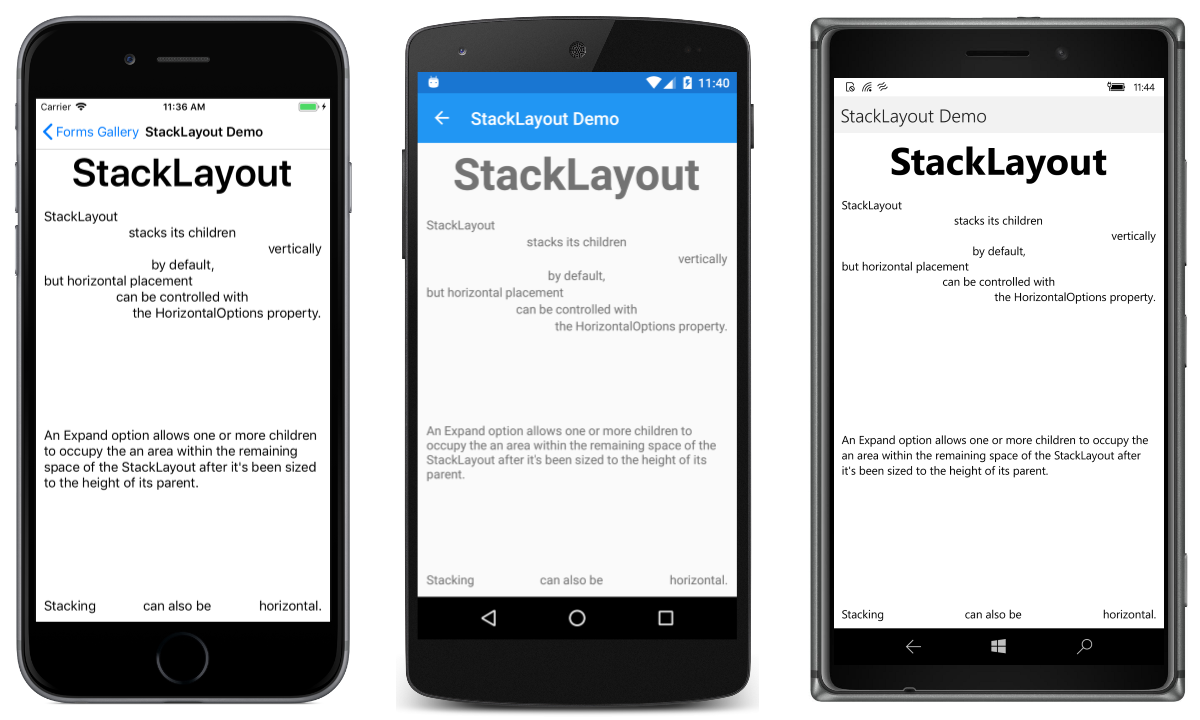 Carrier 11:36 AM
Forms Gallery StackLayout Demo
StackLayout
StackLayout
stacks its children
vertically
by default,
but horizontal placement
can be controlled with
the HorizontalOptions property.
An Expand option allows one or more children
to occupy the an area within the remaining
space of the StackLayout after it's been sized
to the height of its parent.
Stacking can also be horizontal.
11:40
StackLayout Demo
StackLayout
StackLayout
stacks its children
vertically
by default,
but horizontal placement
can be controlled with
the HorizontalOptions property.
An Expand option allows one or more children to
occupy the an area within the remaining space of the
StackLayout after it's been sized to the height of its
parent.
Stacking can also be horizontal.
11:44
StackLayout Demo
StackLayout
StackLayout
stacks its children
vertically
by default,
but horizontal placement
can be controlled with
the HorizontalOptions property.
An Expand option allows one or more children to occupy the
an area within the remaining space of the StackLayout after
it's been sized to the height of its parent.
Stacking can also be horizontal.